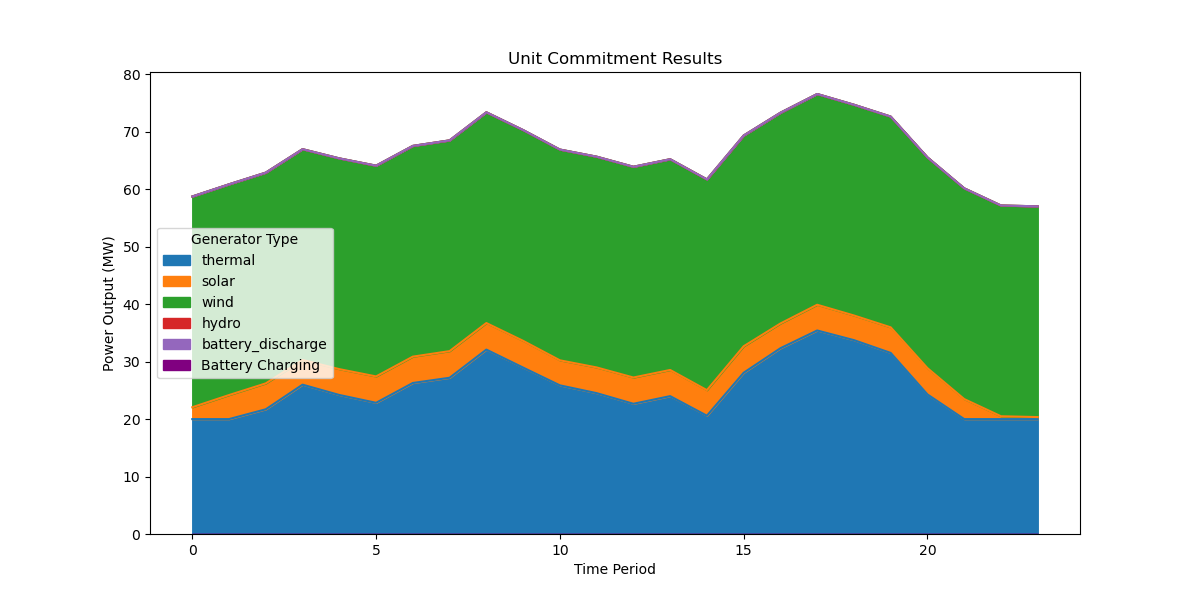 Unit Commitment Results
80
70
60
50
40
30
20
10
0
Power Output (MW)
Generator Type
thermal
solar
wind
hydro
battery_discharge
Battery Charging
0 5 10 15 20
Time Period